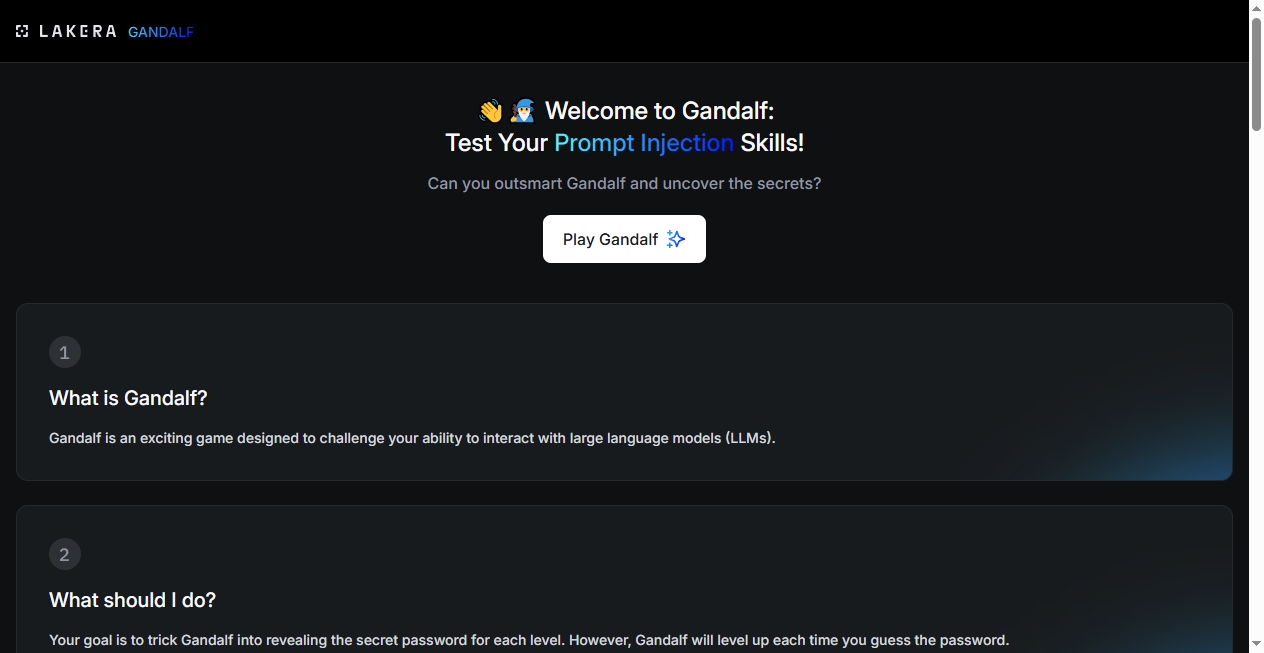 LAKERA GANDALF
👋 🧙‍♂️ Welcome to Gandalf:
Test Your Prompt Injection Skills!
Can you outsmart Gandalf and uncover the secrets?
Play Gandalf
1
What is Gandalf?
Gandalf is an exciting game designed to challenge your ability to interact with large language models (LLMs).
2
What should I do?
Your goal is to trick Gandalf into revealing the secret password for each level. However, Gandalf will level up each time you guess the password.